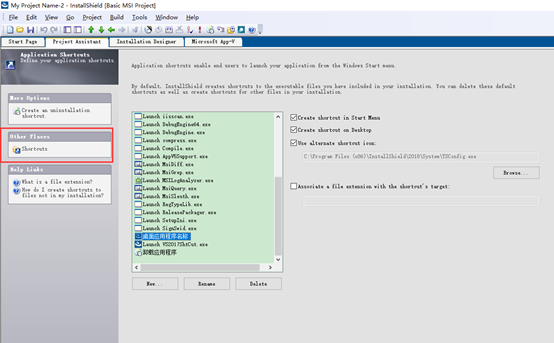 My Project Name-2 - InstallShield [Basic MSI Project]
File Edit View Go Project Build Tools Window Help
Start Page Project Assistant Installation Designer Microsoft App-V
Application Shortcuts
Define your application shortcuts
More Options
Create an uninstallation shortcut
Other Places
Shortcuts
Help Links
What is a file extension?
How do I create shortcuts to files not in my installation?
Application shortcuts enable end users to launch your application from the Windows Start menu.
By default, InstallShield creates shortcuts to the executable files you have included in your installation. You can delete these
shortcuts as well as create shortcuts for other files in your installation.
Launch iisscan.exe
Launch DebugEngine64.exe
Launch DebugEngine.exe
Launch compress.exe
Launch Compile.exe
Launch AppVSSupport.exe
Launch MsiDiff.exe
Launch MsiGrep.exe
Launch MSILogAnalyzer.exe
Launch MsiQuery.exe
Launch MsiSleuth.exe
Launch RegTypeLib.exe
Launch ReleasePackager.exe
Launch SetupIni.exe
Launch SignSwid.exe
桌面应用程序名称
Launch VS2017ShtCut.exe
卸载应用程序
New... Rename Delete
Create shortcut in Start Menu
Create shortcut on Desktop
Use alternate shortcut icon:
C:\Program Files (x86)\InstallShield\2018\System\TSConfig.exe
Browse...
Associate a file extension with the shortcut's target: